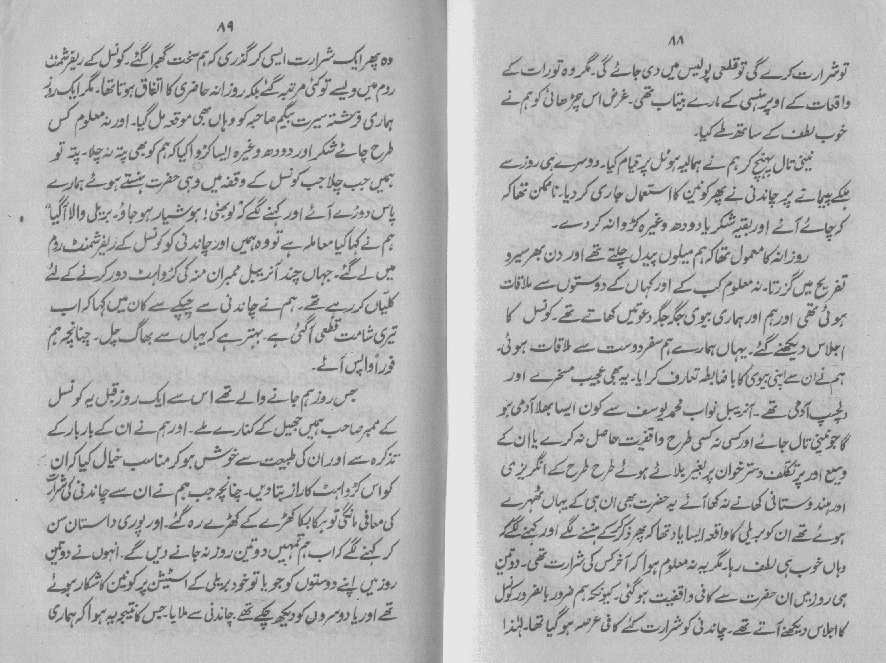 ۸۸
تو شرارت کرے گی تو قلعی پولیس میں دی جائے گی۔ مگر وہ تو رات کے
واقعات کے اوپر ہنسی کے مارے بیتاب تھی۔ غرض اس چڑھائی کو ہم نے
خوب لطف کے ساتھ طے کیا۔
نینی تال پہنچ کر ہم نے ہمالیہ ہوٹل پر قیام کیا۔ دوسرے ہی روز سے
ہلکے پیمانے پر چاندنی نے پھر کونین کا استعمال جاری کر دیا۔ ناممکن تھا کہ
کہ چائے آئے اور بقیہ شکر یا دودھ وغیرہ کڑوا نہ کر دے۔
روزانہ کا معمول تھا کہ ہم میلوں پیدل چلتے تھے اور دن بھر سیر و
تفریح میں گزرتا۔ نہ معلوم کب کے اور کہاں کے دوستوں سے ملاقات
ہوئی تھی اور ہم اور ہماری بیوی جگہ جگہ دعوتیں کھاتے تھے۔ کونسل کا
اجلاس دیکھنے گئے۔ یہاں ہمارے ہم سفر دوست سے ملاقات ہوئی۔
ہم نے ان سے اپنی بیوی کا باضابطہ تعارف کرایا۔ یہ بھی عجیب مسخرے اور
دلچسپ آدمی تھے۔ آنریبل نواب محمد یوسف سے کون ایسا بھلا آدمی ہو
گا جو نینی تال جائے اور کسی نہ کسی طرح واقفیت حاصل نہ کرے یا ان کے
وسیع اور پرتکلف دسترخوان پر بغیر بلائے ہوئے طرح طرح کے انگریزی
اور ہندوستانی کھانے نہ کھا آئے یہ حضرت بھی ان ہی کے یہاں ٹھہرے
ہوئے تھے ان کو بریلی کا واقعہ ایسا یاد تھا کہ پھر ذکر کر کے ہنسنے لگے اور کہنے لگے کہ
وہاں خوب ہی لطف رہا۔ مگر یہ نہ معلوم ہوا کہ آخر کس کی شرارت تھی۔ دو تین
ہی روز میں ان حضرت سے کافی واقفیت ہو گئی۔ کیونکہ ہم ضرور بالضرور کونسل
کا اجلاس دیکھنے آتے تھے۔ چاندنی کو شرارت کئے کافی عرصہ ہو گیا تھا۔ لہٰذا
۸۹
وہ پھر ایک شرارت ایسی کر گذری کہ ہم سخت گھبرا گئے۔ کونسل کے ریفرشمنٹ
روم میں ویسے تو کئی مرتبہ گئے بلکہ روزانہ حاضری کا اتفاق ہوتا تھا۔ مگر ایک روز
ہماری فرشتہ سیرت بیگم صاحبہ کو وہاں بھی موقعہ مل گیا۔ اور نہ معلوم کس
طرح چائے شکر اور دودھ وغیرہ ایسا کڑوا کیا کہ ہم کو بھی پتہ نہ چلا۔ پتہ تو
ہمیں جب چلا جب کونسل کے وقفہ میں وہی حضرت ہنستے ہوئے ہمارے
پاس دوڑے آئے اور کہنے لگے کہ "لو بھئی! ہوشیار ہو جاؤ۔ بریلی والا آ گیا"
ہم نے کہا کیا معاملہ ہے تو وہ ہمیں اور چاندنی کو کونسل کے ریفرشمنٹ روم
میں لے گئے۔ جہاں چند آنریبل ممبران منہ کی کڑواہٹ دور کرنے کے لئے
کلیّاں کر رہے تھے۔ ہم نے چاندنی سے چپکے سے کان میں کہا کہ اب
تیری شامت قطعی آ گئی ہے۔ بہتر ہے کہ یہاں سے بھاگ چل۔ چنانچہ ہم
فوراً واپس آئے۔
جس روز ہم جانے والے تھے اس سے ایک روز قبل یہ کونسل
کے ممبر صاحب ہمیں جھیل کے کنارے ملے۔ اور ہم نے ان کے بار بار کے
تذکرہ سے اور ان کی طبیعت سے خوش ہو کر مناسب خیال کیا کہ ان
کو اس کڑواہٹ کا راز بتا دیں۔ چنانچہ جب ہم نے ان سے چاندنی کی شرارت
کی معافی مانگی تو ہکا بکا کھڑے کے کھڑے رہ گئے۔ اور پوری داستان سن
کر کہنے لگے کہ اب ہم تمہیں دو تین روز نہ جانے دیں گے۔ انہوں نے دو تین
روز میں اپنے دوستوں کو جو یا تو خود بریلی کے اسٹیشن پر کونین کا شکار ہوئے
تھے اور یا دوسروں کو دیکھ چکے تھے چاندنی سے ملایا۔ جس کا نتیجہ یہ ہوا کہ ہماری